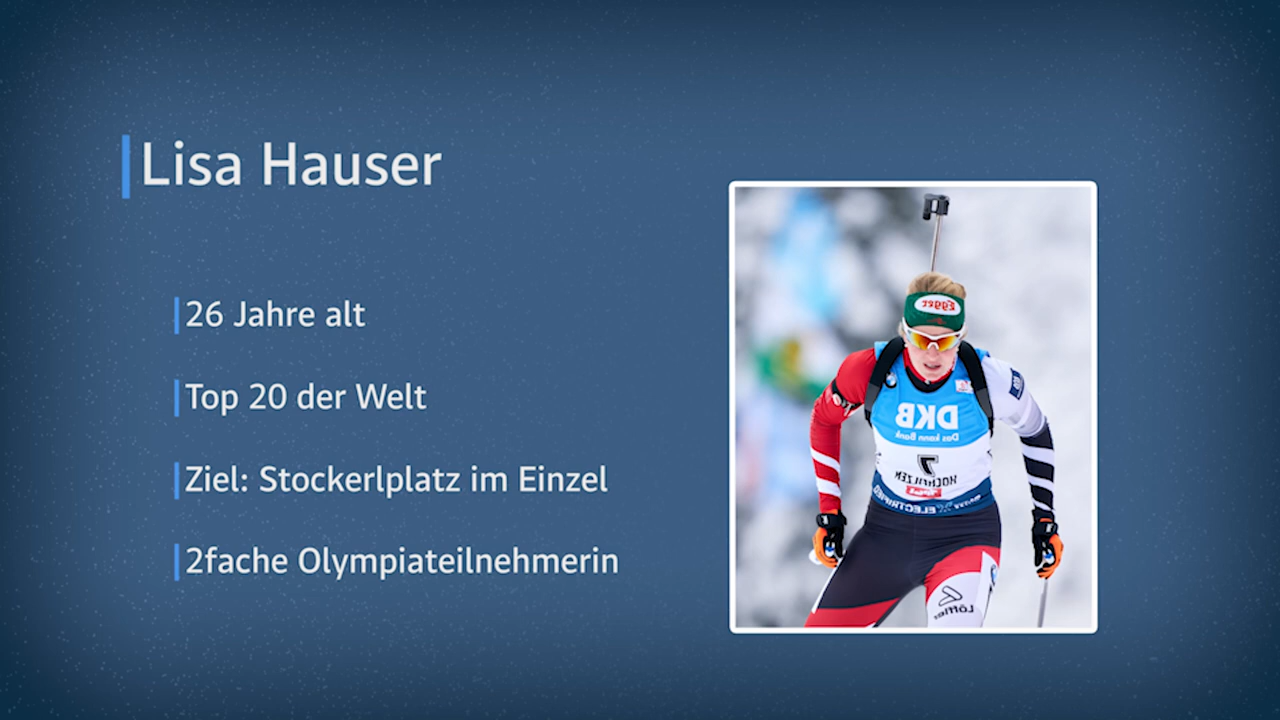 Lisa Hauser
26 Jahre alt
Top 20 der Welt
Ziel: Stockerlplatz im Einzel
2fache Olympiateilnehmerin
Egger
DKB
Das kann Bank
7
HOCHFILZEN
Löffler